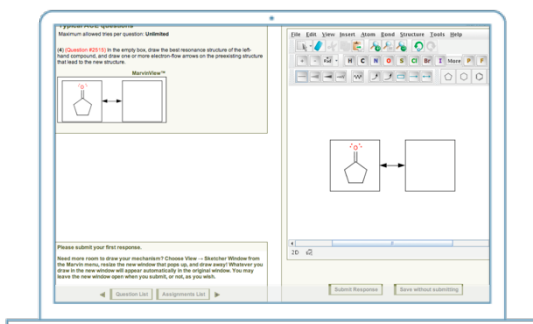 Typical ACE Questions
Maximum allowed tries per question: Unlimited
(#) (Question #2015) In the empty box, draw the best resonance structure of the left-
hand compound, and draw one or more electron-flow arrows on the preexisting structure
that lead to the new structure.
MarvinView™
O
Please submit your first response.
Need more room to draw your mechanism? Choose View → Sketcher Window from
the Marvin menu, resize the new window that pops up, and draw away! Whatever you
draw in the new window will appear automatically in the original window. You may
leave the new window open when you submit, or not, as you wish.
Question List
Assignments List
File Edit View Insert Atom Bond Structure Tools Help
H C N O S Cl Br I More P F
O
2D
Submit Response
Save without submitting